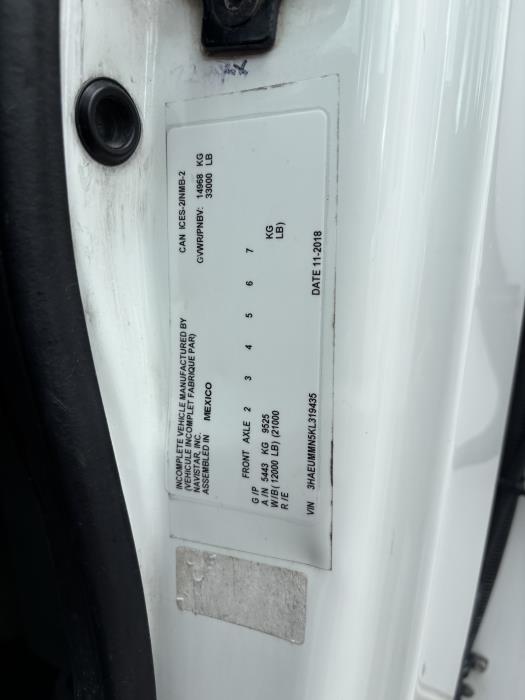 INCOMPLETE VEHICLE MANUFACTURED BY
(VEHICULE INCOMPLET FABRIQUE PAR)
NAVISTAR, INC.
ASSEMBLED IN MEXICO
CAN ICES-2/NMB-2
GVWR/PNBV: 14968 KG
33000 LB
FRONT AXLE 2 3 4 5 6 7
G /P
A /N 5443 KG 9525 KG
W/B ( 12000 LB) (21000 LB)
R /E
VIN 3HAEUMMN5KL319435 DATE 11-2018